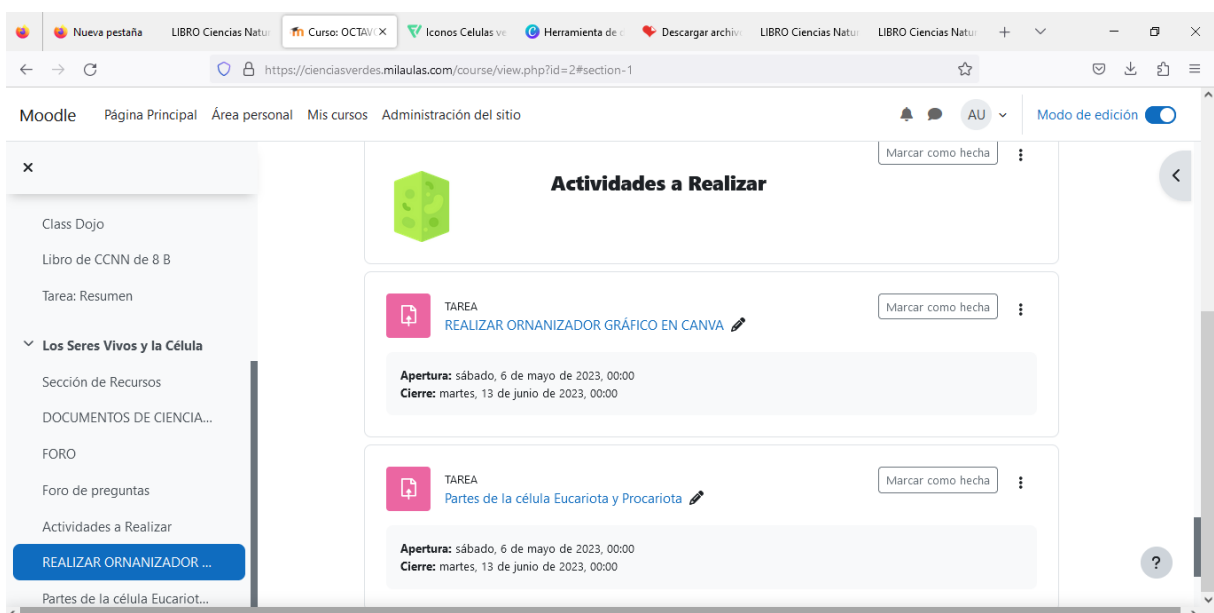 Nueva pestaña
LIBRO Ciencias Natur
Curso: OCTAV
Iconos Celulas ve
Herramienta de
Descargar archiv
LIBRO Ciencias Natur
LIBRO Ciencias Natur
https://cienciasverdes.milaulas.com/course/view.php?id=2#section-1
Moodle
Página Principal
Área personal
Mis cursos
Administración del sitio
AU
Modo de edición
Class Dojo
Libro de CCNN de 8 B
Tarea: Resumen
Los Seres Vivos y la Célula
Sección de Recursos
DOCUMENTOS DE CIENCIA...
FORO
Foro de preguntas
Actividades a Realizar
REALIZAR ORNANIZADOR ...
Partes de la célula Eucariot...
Marcar como hecha
Actividades a Realizar
TAREA
REALIZAR ORNANIZADOR GRÁFICO EN CANVA
Marcar como hecha
Apertura: sábado, 6 de mayo de 2023, 00:00
Cierre: martes, 13 de junio de 2023, 00:00
TAREA
Partes de la célula Eucariota y Procariota
Marcar como hecha
Apertura: sábado, 6 de mayo de 2023, 00:00
Cierre: martes, 13 de junio de 2023, 00:00
?